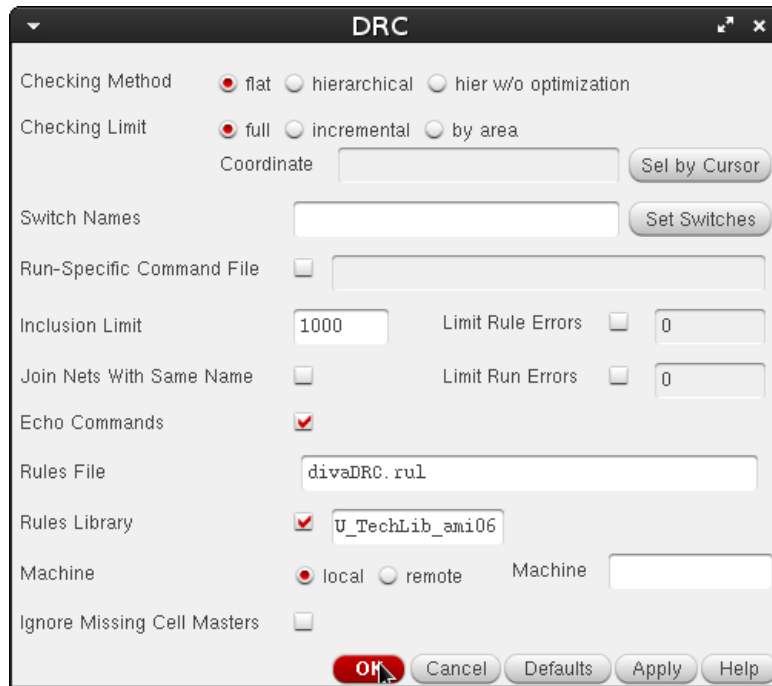 DRC
Checking Method flat hierarchical hier w/o optimization
Checking Limit full incremental by area
Coordinate Sel by Cursor
Switch Names Set Switches
Run-Specific Command File
Inclusion Limit 1000 Limit Rule Errors 0
Join Nets With Same Name Limit Run Errors 0
Echo Commands
Rules File divaDRC.rul
Rules Library U_TechLib_ami06
Machine local remote Machine
Ignore Missing Cell Masters
OK Cancel Defaults Apply Help